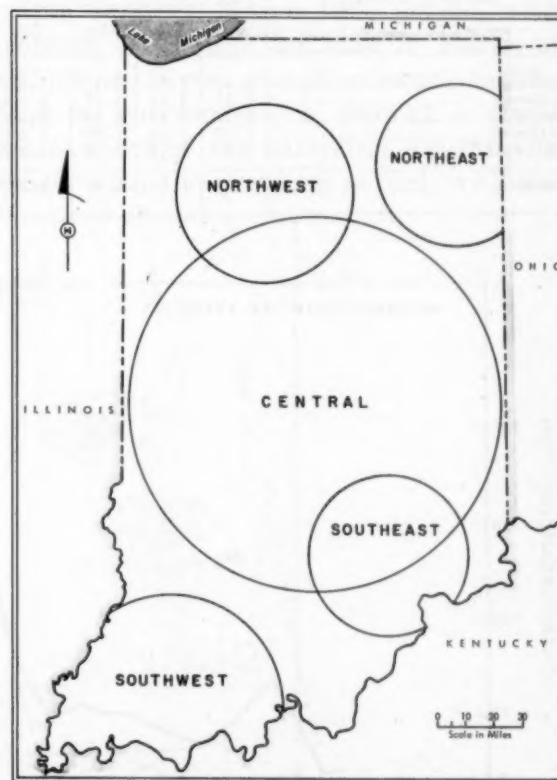 MICHIGAN
Lake Michigan
NORTHEAST
NORTHWEST
OHIO
CENTRAL
ILLINOIS
SOUTHEAST
KENTUCKY
SOUTHWEST
0 10 20 30
Scale in Miles